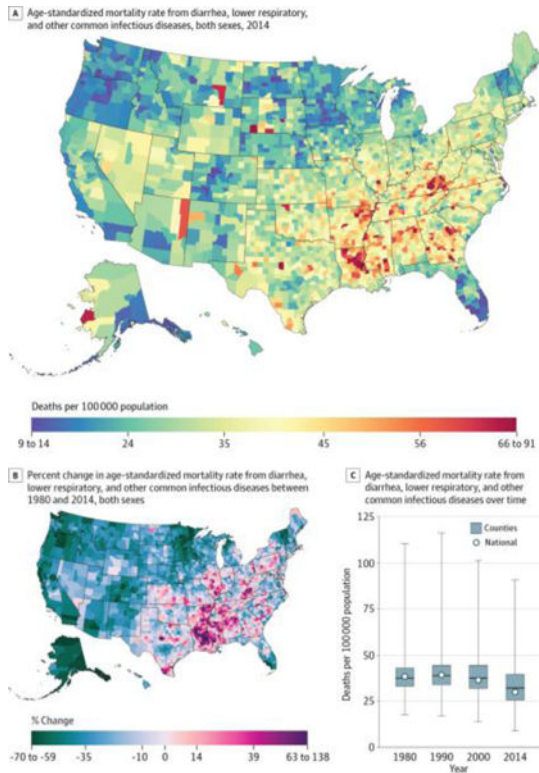 A Age-standardized mortality rate from diarrhea, lower respiratory,
and other common infectious diseases, both sexes, 2014
Deaths per 100 000 population
9 to 14 24 35 45 56 66 to 91
B Percent change in age-standardized mortality rate from diarrhea,
lower respiratory, and other common infectious diseases between
1980 and 2014, both sexes
% Change
-70 to -59 -35 -10 0 14 39 63 to 138
C Age-standardized mortality rate from
diarrhea, lower respiratory, and other
common infectious diseases over time
125
Counties
National
100
75
50
25
0
Deaths per 100 000 population
1980 1990 2000 2014
Year